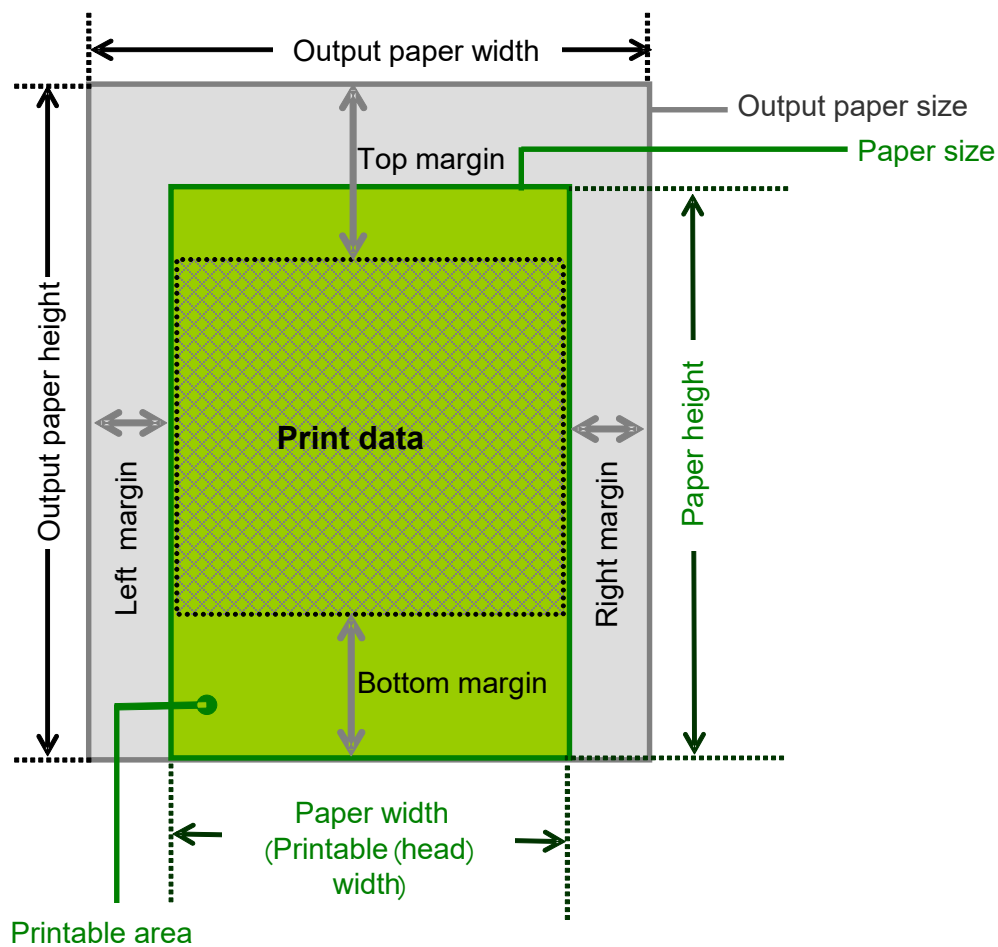 Output paper width
Output paper size
Top margin
Paper size
Output paper height
Paper height
Print data
Left margin
Right margin
Bottom margin
Paper width
(Printable (head)
width)
Printable area